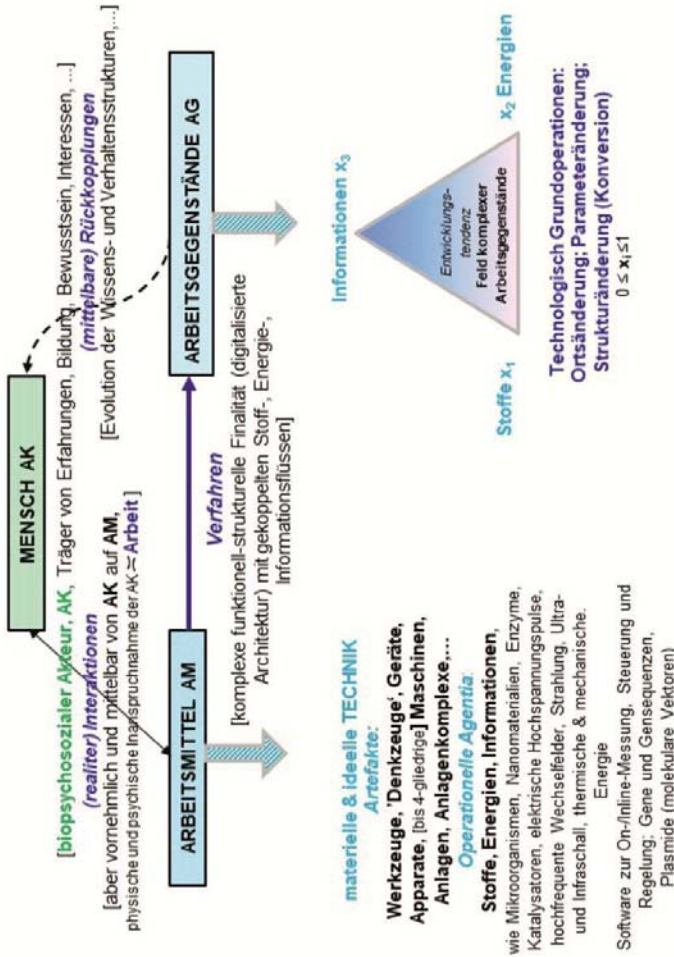 MENSCH AK
[biopsychosozialer Akteur, AK, Träger von Erfahrungen, Bildung, Bewusstsein, Interessen, ...]
(realiter) Interaktionen
[aber vornehmlich und mittelbar von AK auf AM,
physische und psychische Inanspruchnahme der AK ≃ Arbeit ]
(mittelbare) Rückkopplungen
[Evolution der Wissens- und Verhaltensstrukturen,...]
ARBEITSMITTEL AM
Verfahren
ARBEITSGEGENSTÄNDE AG
[komplexe funktionell-strukturelle Finalität (digitalisierte
Architektur) mit gekoppelten Stoff-, Energie-,
Informationsflüssen]
materielle & ideelle TECHNIK
Artefakte:
Werkzeuge, 'Denkzeuge', Geräte,
Apparate, [bis 4-gliedrige] Maschinen,
Anlagen, Anlagenkomplexe,...
Operationelle Agentia:
Stoffe, Energien, Informationen,
wie Mikroorganismen, Nanomaterialien, Enzyme,
Katalysatoren, elektrische Hochspannungspulse,
hochfrequente Wechselfelder, Strahlung, Ultra-
und Infraschall, thermische & mechanische.
Energie
Software zur On-/Inline-Messung, Steuerung und
Regelung; Gene und Gensequenzen,
Plasmide (molekulare Vektoren)
Informationen x₃
Entwicklungs-
tendenz
Feld komplexer
Arbeitsgegenstände
Stoffe x₁
x₂ Energien
Technologisch Grundoperationen:
Ortsänderung; Parameteränderung;
Strukturänderung (Konversion)
0 ≤ xᵢ ≤1